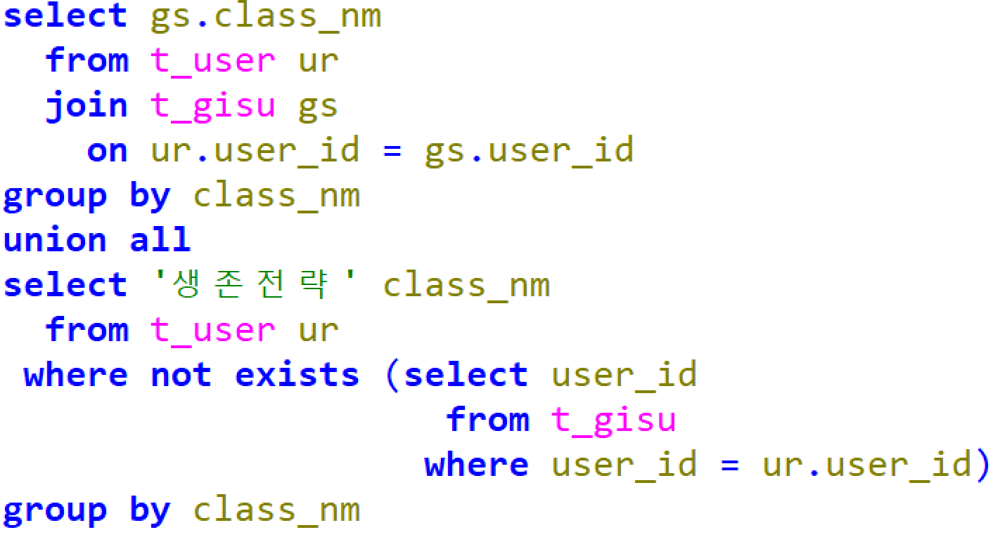 select gs.class_nm
from t_user ur
join t_gisu gs
on ur.user_id = gs.user_id
group by class_nm
union all
select '생존전략' class_nm
from t_user ur
where not exists (select user_id
from t_gisu
where user_id = ur.user_id)
group by class_nm